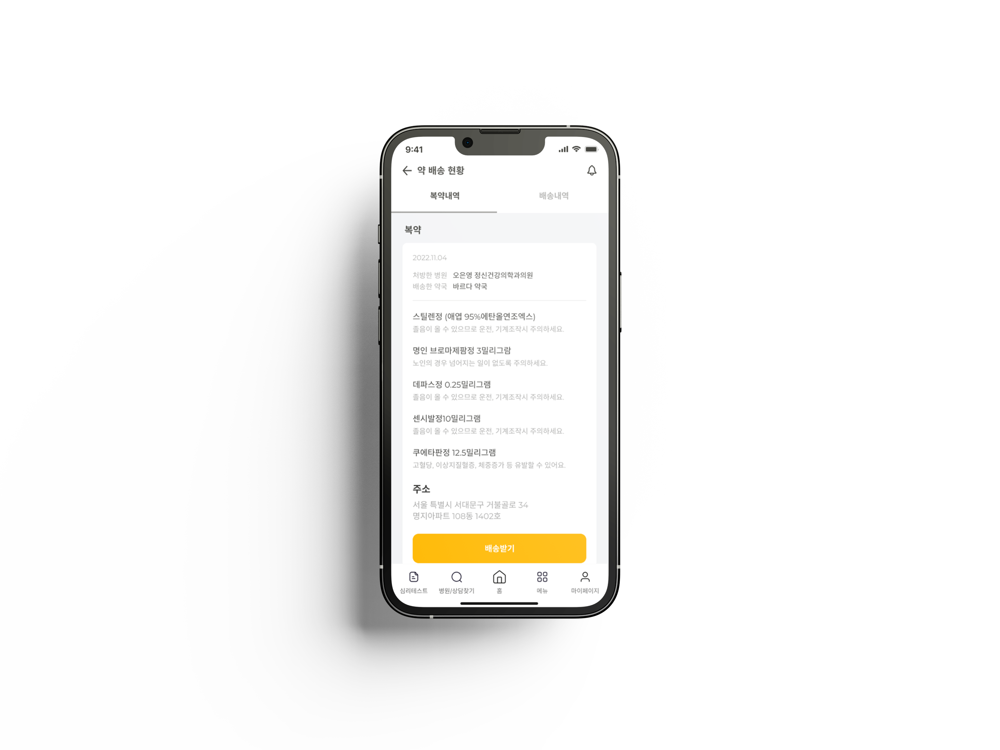 9:41
약 배송 현황
복약내역
배송내역
복약
2022.11.04
처방한 병원 오은영 정신건강의학과의원
배송한 약국 바르다 약국
스틸렌정 (애엽 95%에탄올연조엑스)
졸음이 올 수 있으므로 운전, 기계조작시 주의하세요.
명인 브로마제팜정 3밀리그람
노인의 경우 넘어지는 일이 없도록 주의하세요.
데파스정 0.25밀리그램
졸음이 올 수 있으므로 운전, 기계조작시 주의하세요.
센시발정10밀리그램
졸음이 올 수 있으므로 운전, 기계조작시 주의하세요.
쿠에타판정 12.5밀리그램
고혈당, 이상지질혈증, 체중증가 등 유발할 수 있어요.
주소
서울 특별시 서대문구 거불골로 34
명지아파트 108동 1402호
배송받기
심리테스트
병원/상담찾기
홈
메뉴
마이페이지